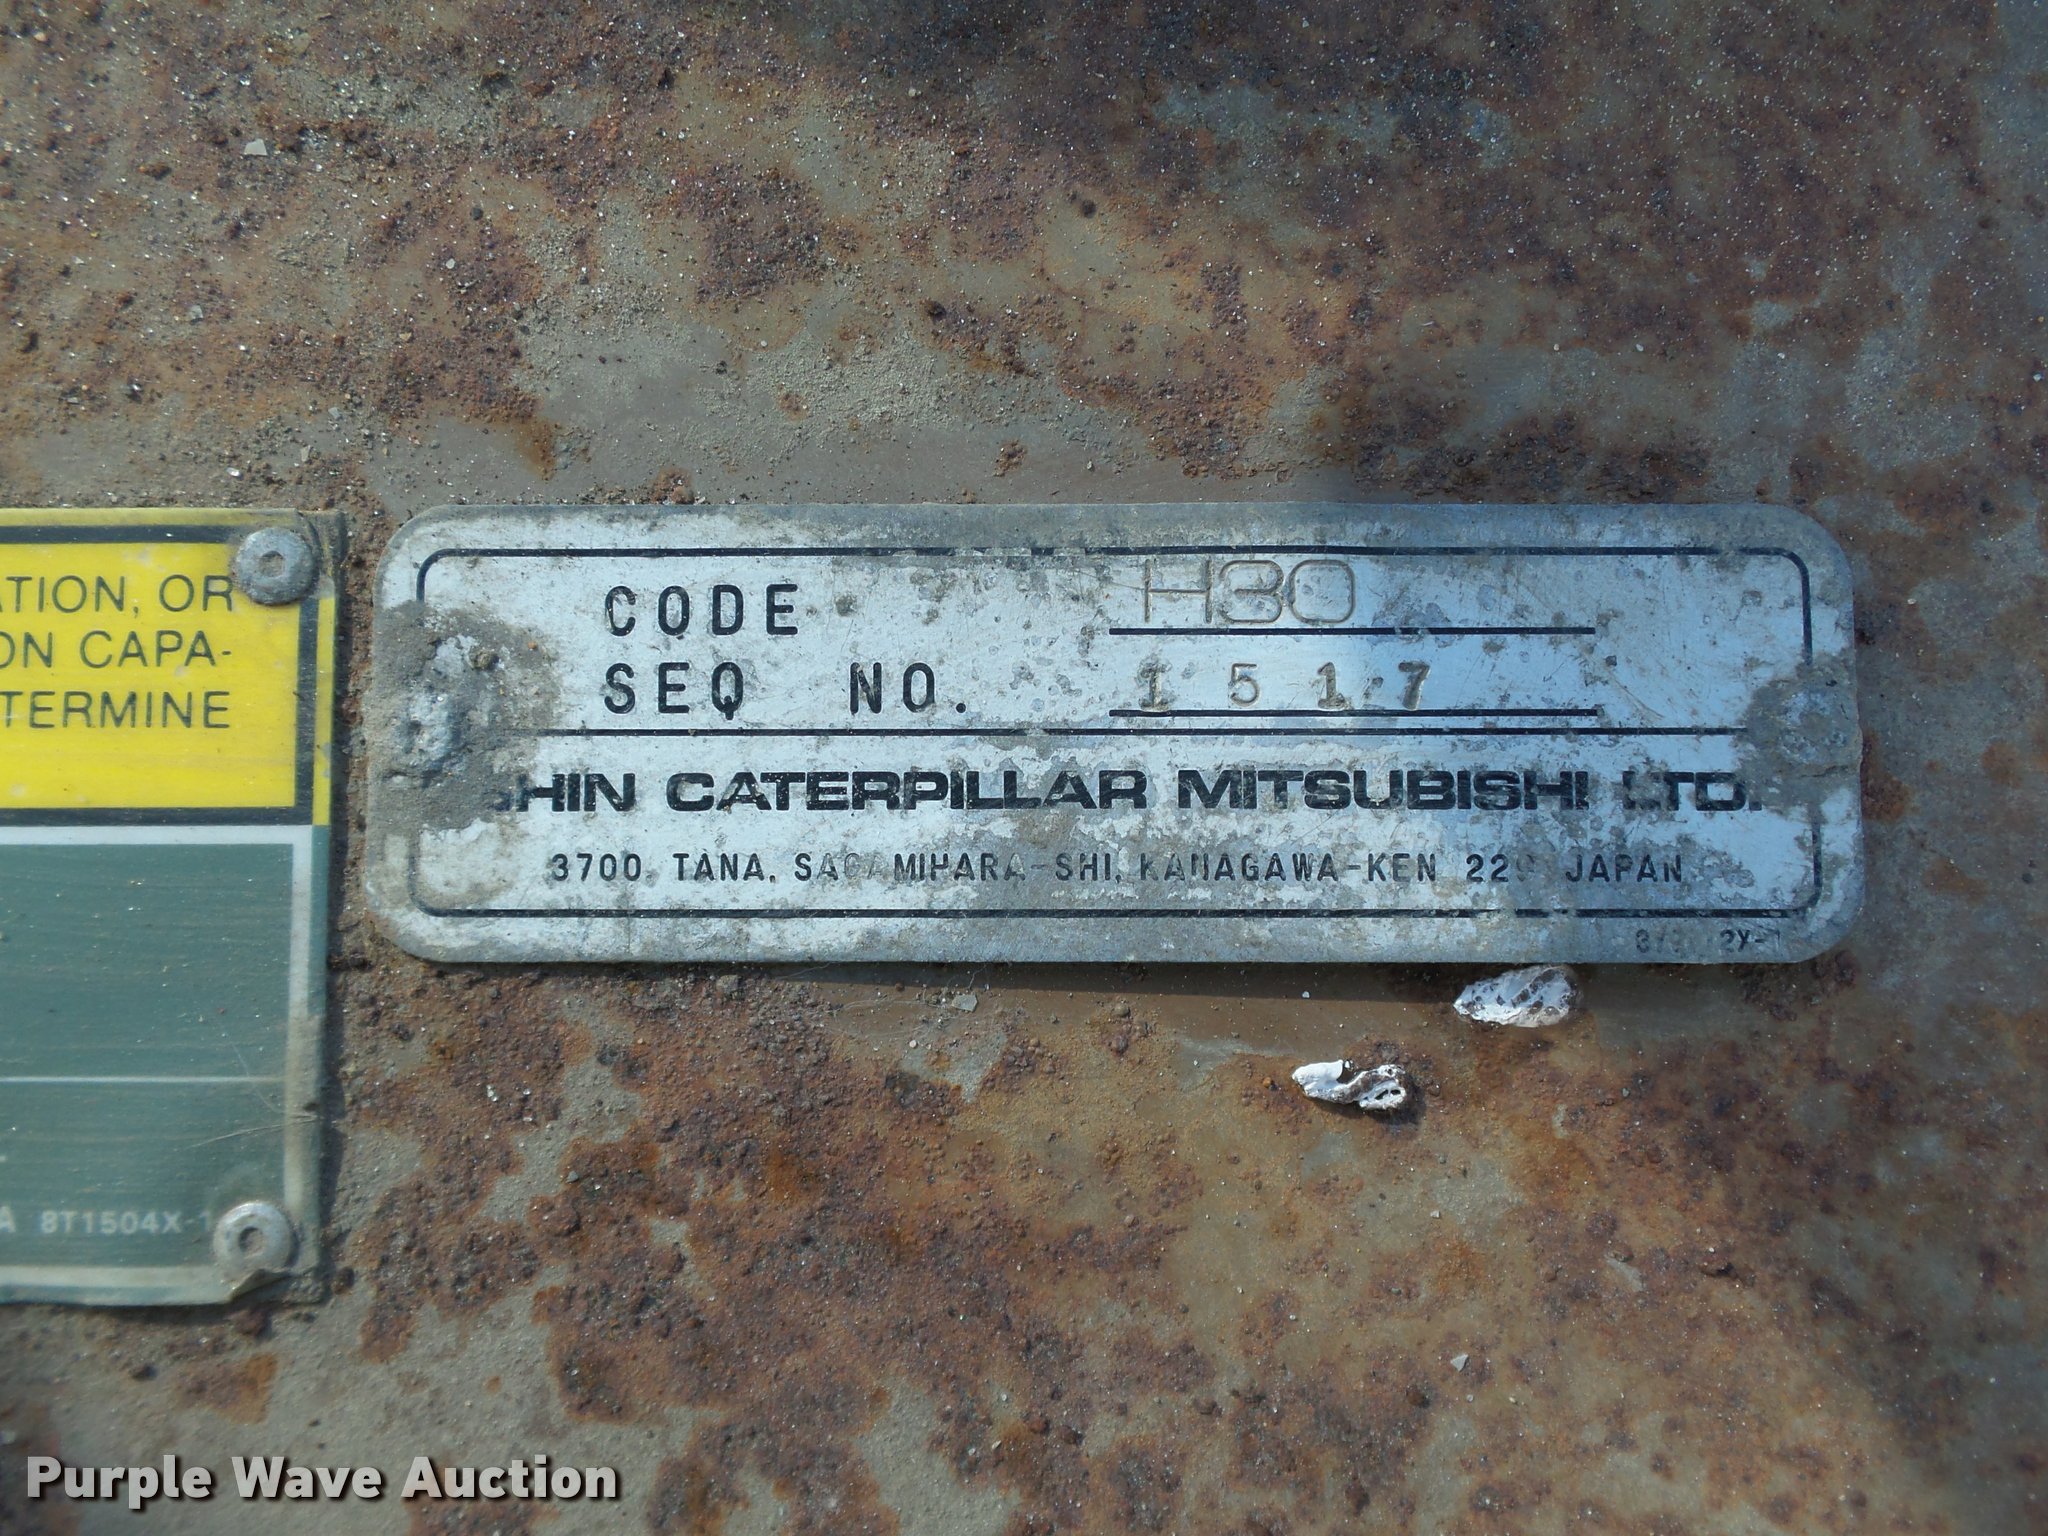 ATION, OR
ON CAPA-
TERMINE
A 8T1504X-1
CODE H30
SEQ NO. 1517
SHIN CATERPILLAR MITSUBISHI LTD.
3700, TANA, SAGAMIHARA-SHI, KANAGAWA-KEN JAPAN
Purple Wave Auction